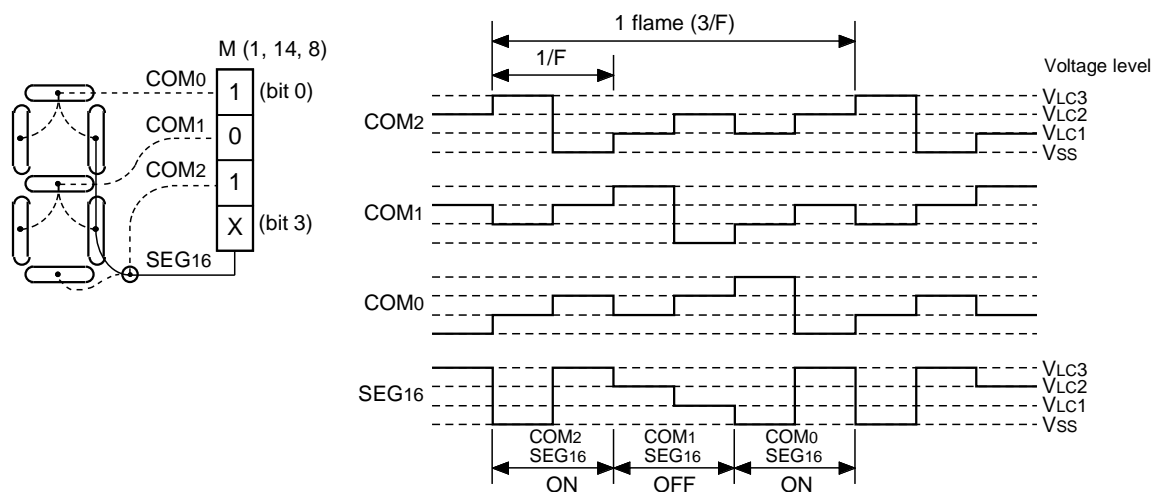 M (1, 14, 8)
COM0
1
(bit 0)
COM1
0
COM2
1
X
(bit 3)
SEG16
1 flame (3/F)
1/F
Voltage level
COM2
VLC3
VLC2
VLC1
VSS
COM1
COM0
SEG16
VLC3
VLC2
VLC1
VSS
COM2
SEG16
ON
COM1
SEG16
OFF
COM0
SEG16
ON